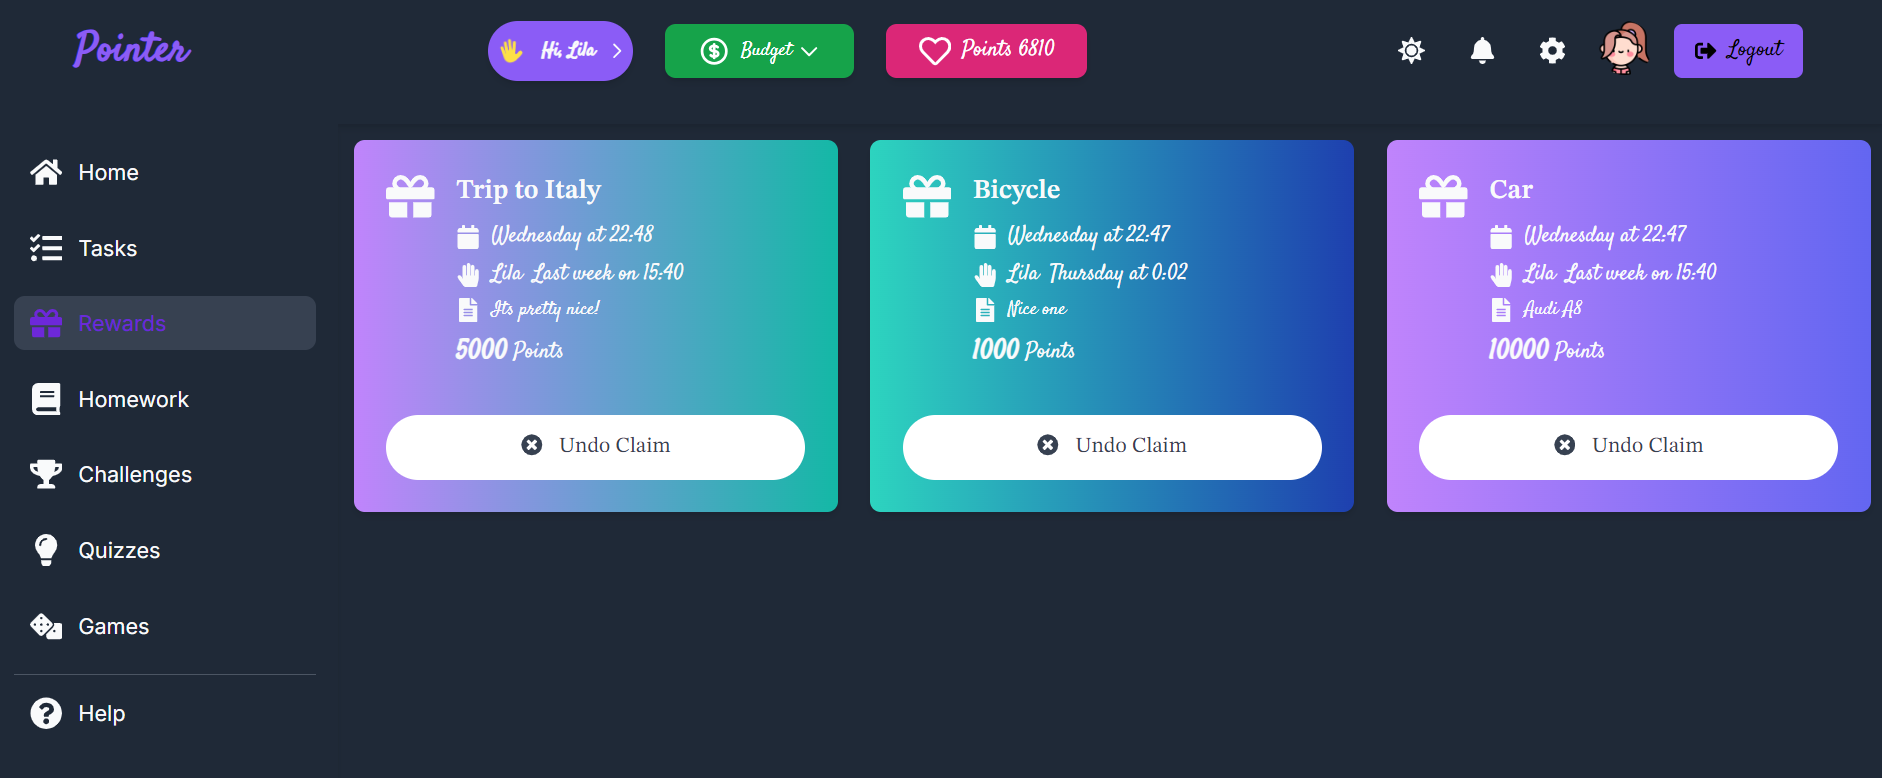 Pointer
Hi, Lila
Budget
Points 6810
Logout
Home
Tasks
Rewards
Homework
Challenges
Quizzes
Games
Help
Trip to Italy
Wednesday at 22:48
Lila Last week on 15:40
Its pretty nice!
5000 Points
Undo Claim
Bicycle
Wednesday at 22:47
Lila Thursday at 0:02
Nice one
1000 Points
Undo Claim
Car
Wednesday at 22:47
Lila Last week on 15:40
Audi A8
10000 Points
Undo Claim